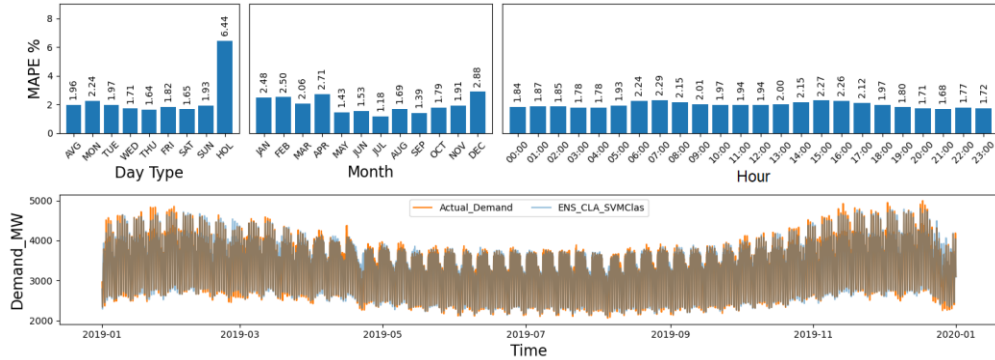 MAPE %
8
6
4
2
0
1.96 2.24 1.97 1.71 1.64 1.82 1.65 1.93 6.44
AVG MON TUE WED THU FRI SAT SUN HOL
Day Type
2.48 2.50 2.06 2.71 1.43 1.53 1.18 1.69 1.39 1.79 1.91 2.88
JAN FEB MAR APR MAY JUN JUL AUG SEP OCT NOV DEC
Month
1.84 1.87 1.85 1.78 1.78 1.93 2.24 2.29 2.15 2.01 1.97 1.94 1.94 2.00 2.15 2.27 2.26 2.12 1.97 1.80 1.71 1.68 1.77 1.72
00:00 01:00 02:00 03:00 04:00 05:00 06:00 07:00 08:00 09:00 10:00 11:00 12:00 13:00 14:00 15:00 16:00 17:00 18:00 19:00 20:00 21:00 22:00 23:00
Hour
Demand_MW
5000
4000
3000
2000
Actual_Demand ENS_CLA_SVMClas
2019-01 2019-03 2019-05 2019-07 2019-09 2019-11 2020-01
Time